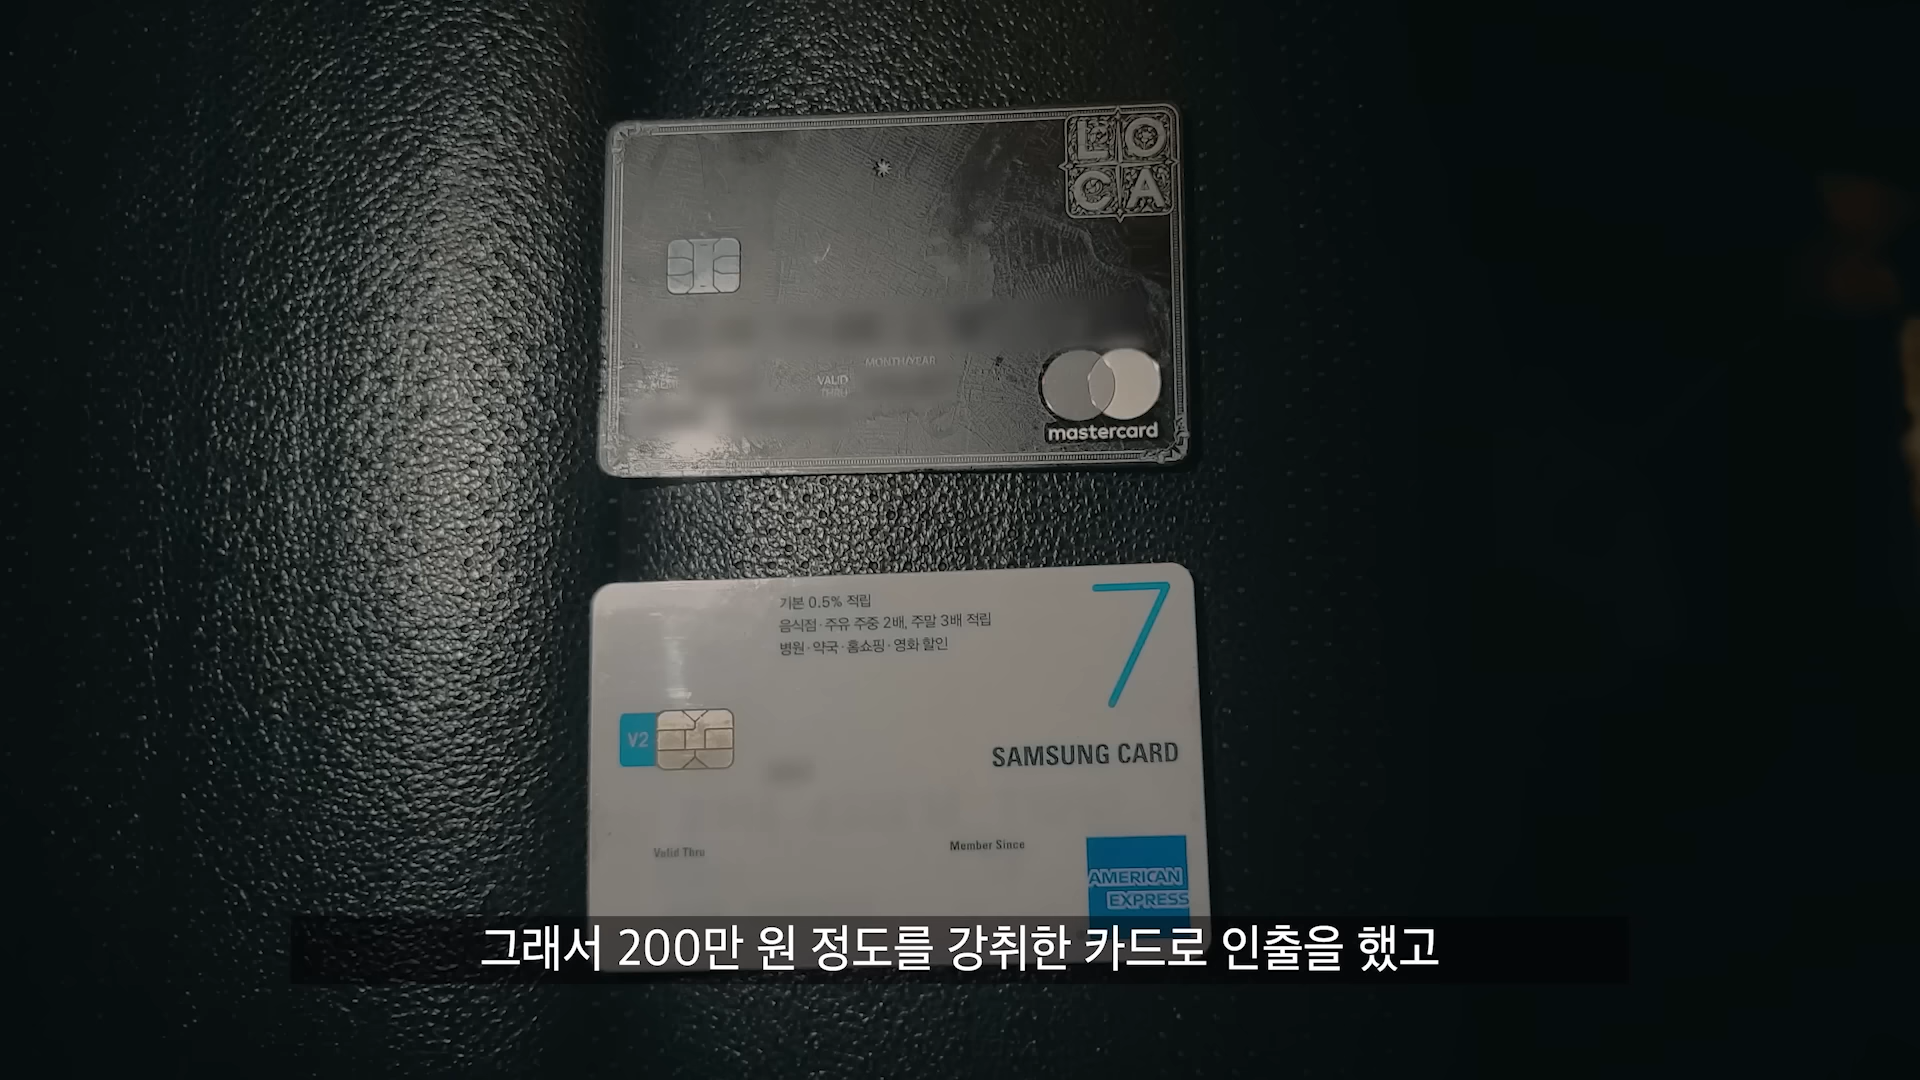 LO
CA
MONTH/YEAR
VALID
THRU
mastercard
기본 0.5% 적립
음식점·주유 주중 2배, 주말 3배 적립
병원·약국·홈쇼핑·영화 할인
7
V2
SAMSUNG CARD
Valid Thru
Member Since
AMERICAN
EXPRESS
그래서 200만 원 정도를 강취한 카드로 인출을 했고